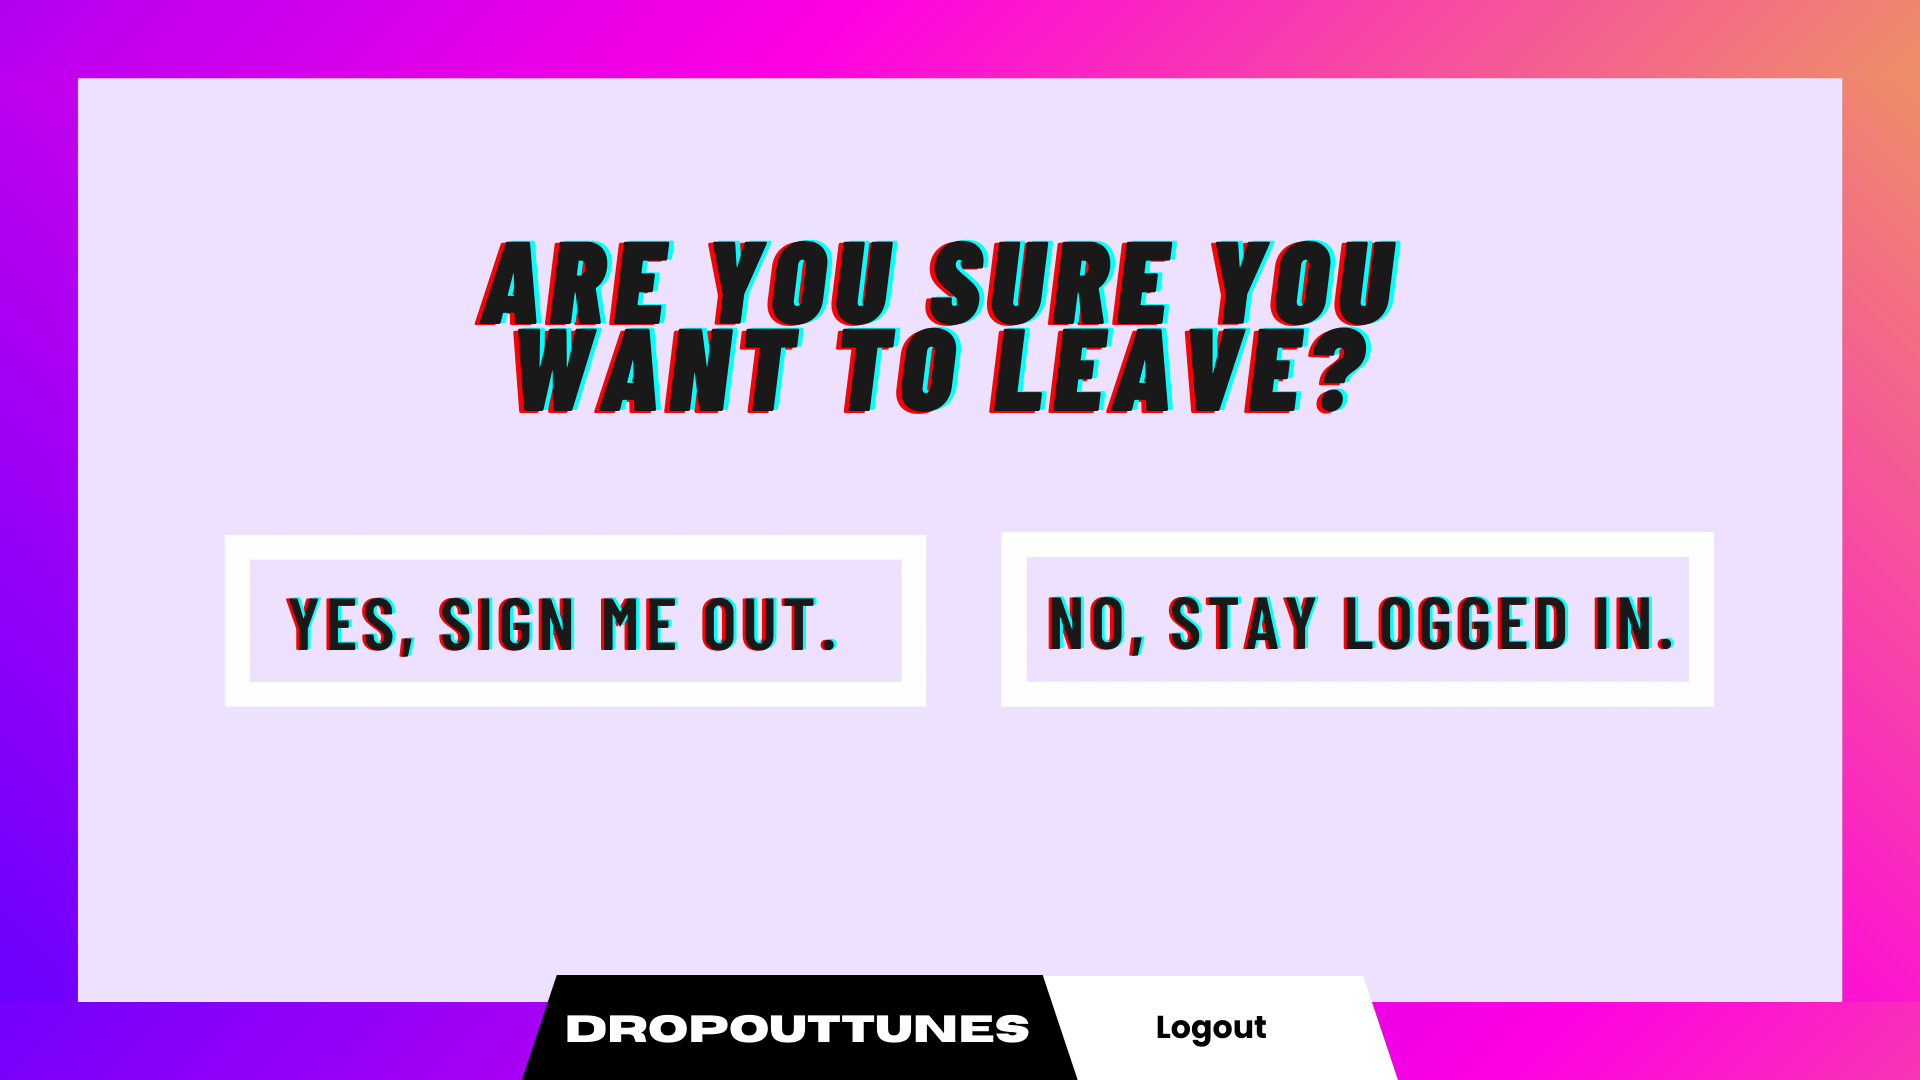 ARE YOU SURE YOU
WANT TO LEAVE?
YES, SIGN ME OUT.
NO, STAY LOGGED IN.
DROPOUTTUNES
Logout